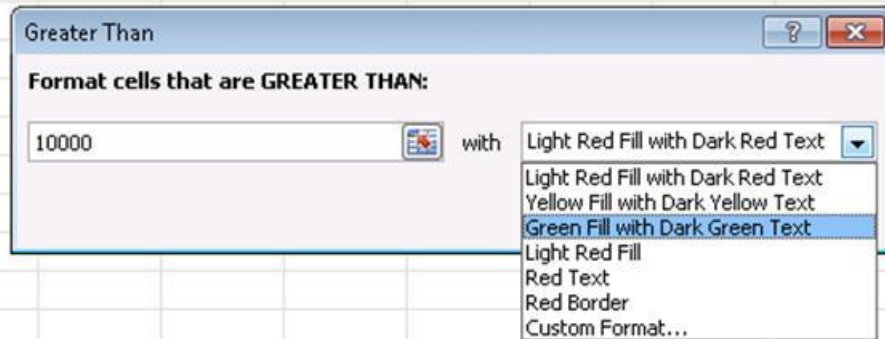 Greater Than
Format cells that are GREATER THAN:
10000 with Light Red Fill with Dark Red Text
Light Red Fill with Dark Red Text
Yellow Fill with Dark Yellow Text
Green Fill with Dark Green Text
Light Red Fill
Red Text
Red Border
Custom Format...